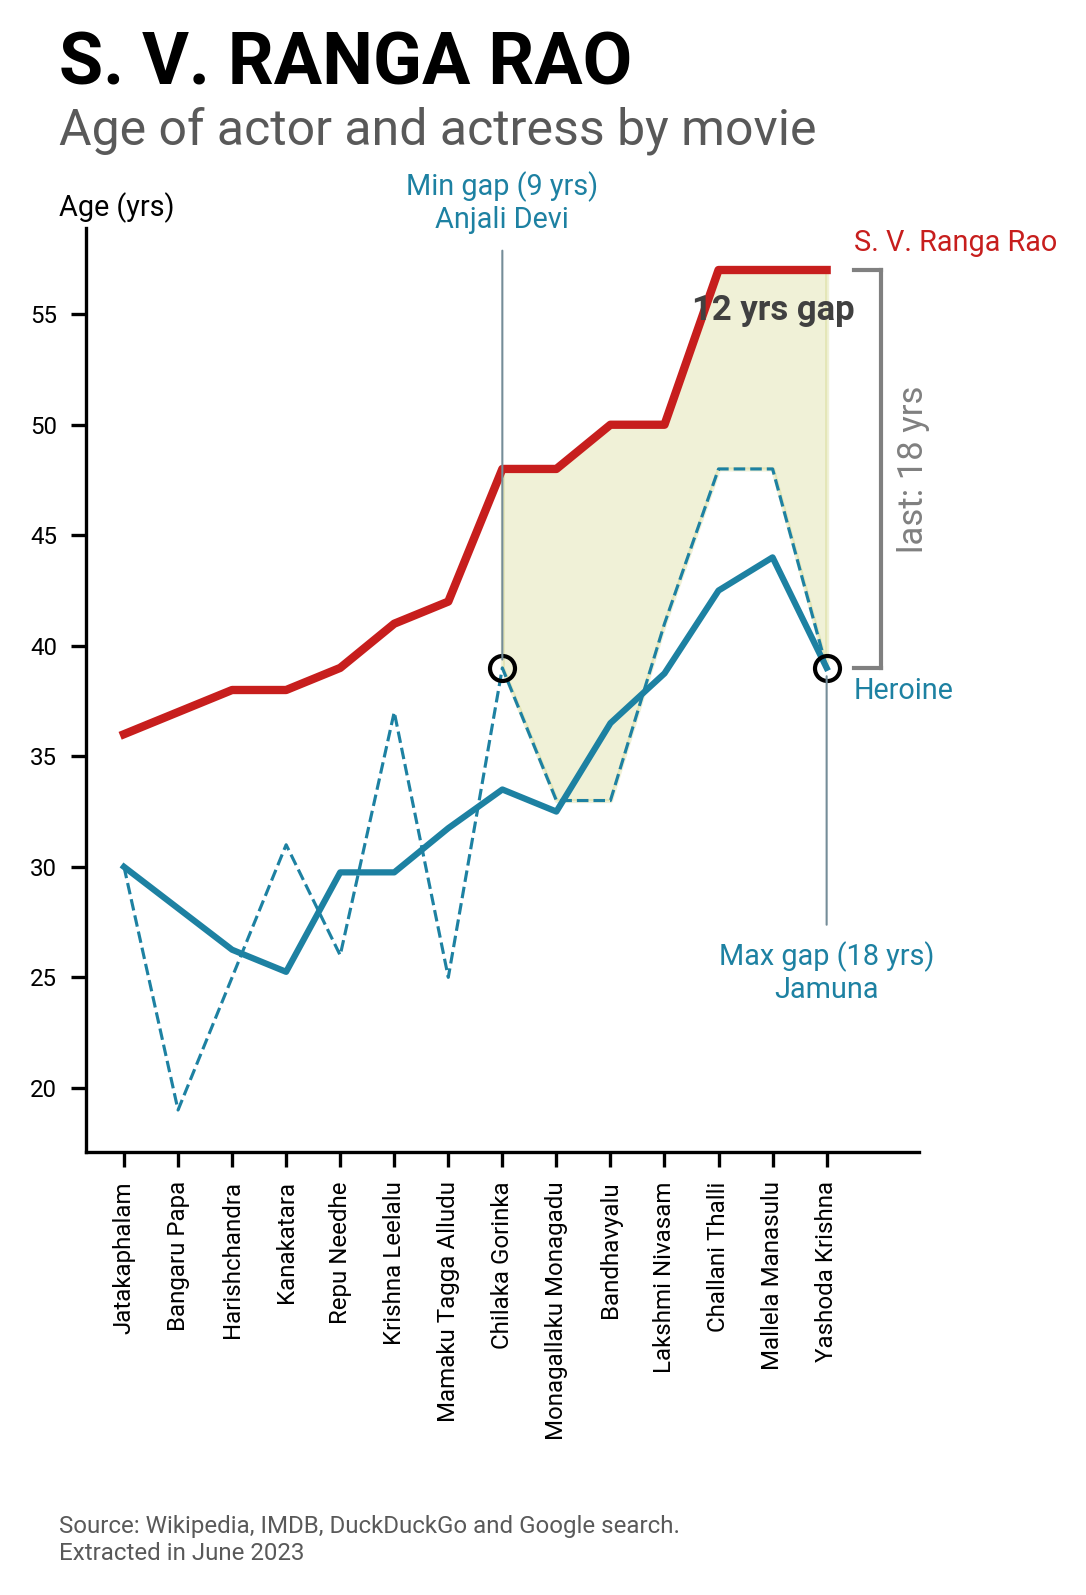 S. V. RANGA RAO
Age of actor and actress by movie
Min gap (9 yrs)
Anjali Devi
Age (yrs)
S. V. Ranga Rao
12 yrs gap
55
50
45
40
35
30
25
20
last: 18 yrs
Heroine
Max gap (18 yrs)
Jamuna
Jatakaphalam
Bangaru Papa
Harishchandra
Kanakatara
Repu Needhe
Krishna Leelalu
Mamaku Tagga Alludu
Chilaka Gorinka
Monagallaku Monagadu
Bandhavyalu
Lakshmi Nivasam
Challani Thalli
Mallela Manasulu
Yashoda Krishna
Source: Wikipedia, IMDB, DuckDuckGo and Google search.
Extracted in June 2023